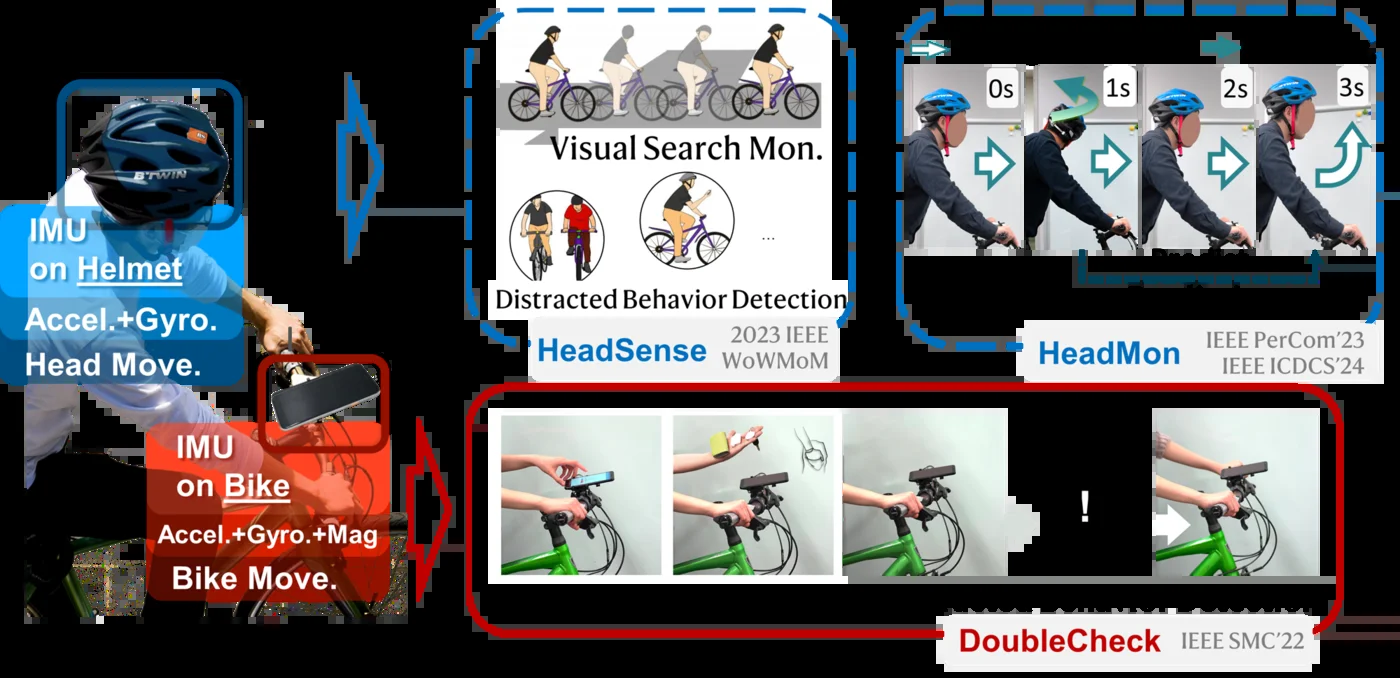 B'TWIN
IMU
on Helmet
Accel.+Gyro.
Head Move.
IMU
on Bike
Accel.+Gyro.+Mag
Bike Move.
Visual Search Mon.
...
Distracted Behavior Detection
HeadSense
2023 IEEE
WoWMoM
0s
1s
2s
3s
HeadMon
IEEE PerCom'23
IEEE ICDCS'24
!
DoubleCheck
IEEE SMC'22